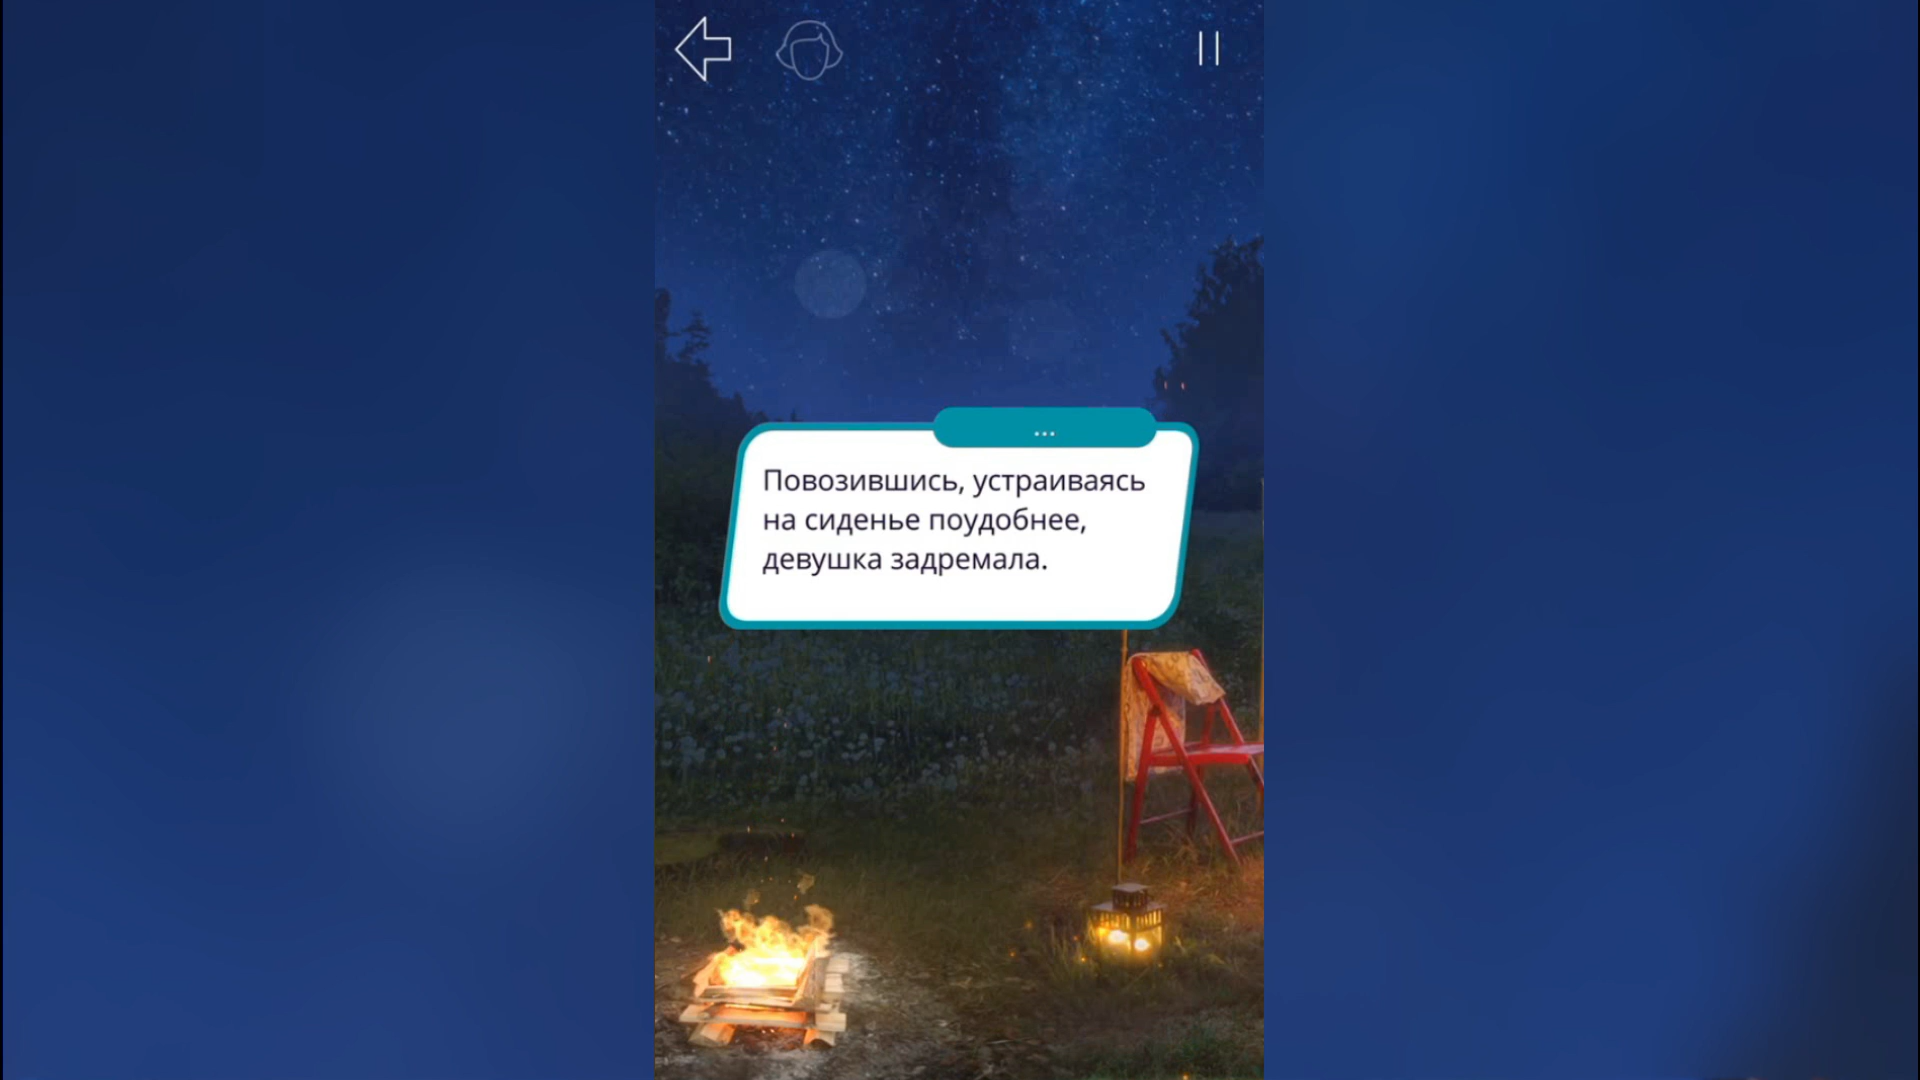 ...
Повозившись, устраиваясь
на сиденье поудобнее,
девушка задремала.